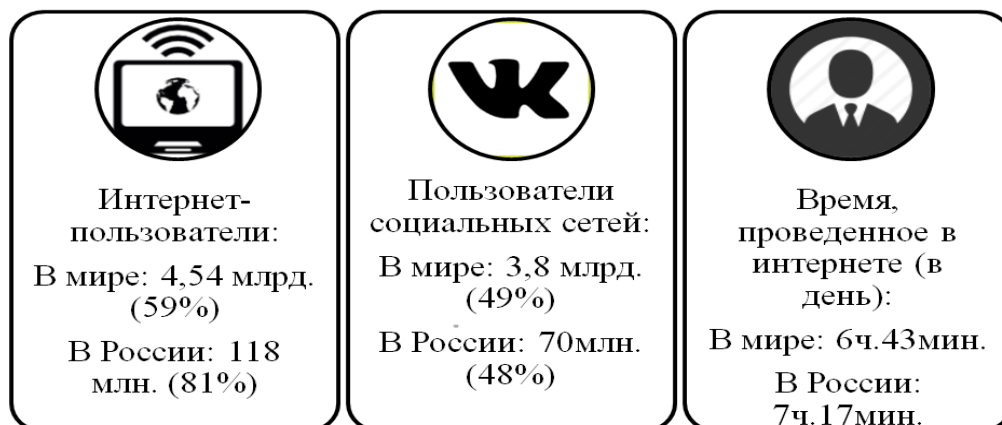 Интернет-
пользователи:
В мире: 4,54 млрд.
(59%)
В России: 118
млн. (81%)
Пользователи
социальных сетей:
В мире: 3,8 млрд.
(49%)
В России: 70млн.
(48%)
Время,
проведенное в
интернете (в
день):
В мире: 6ч.43мин.
В России:
7ч.17мин.